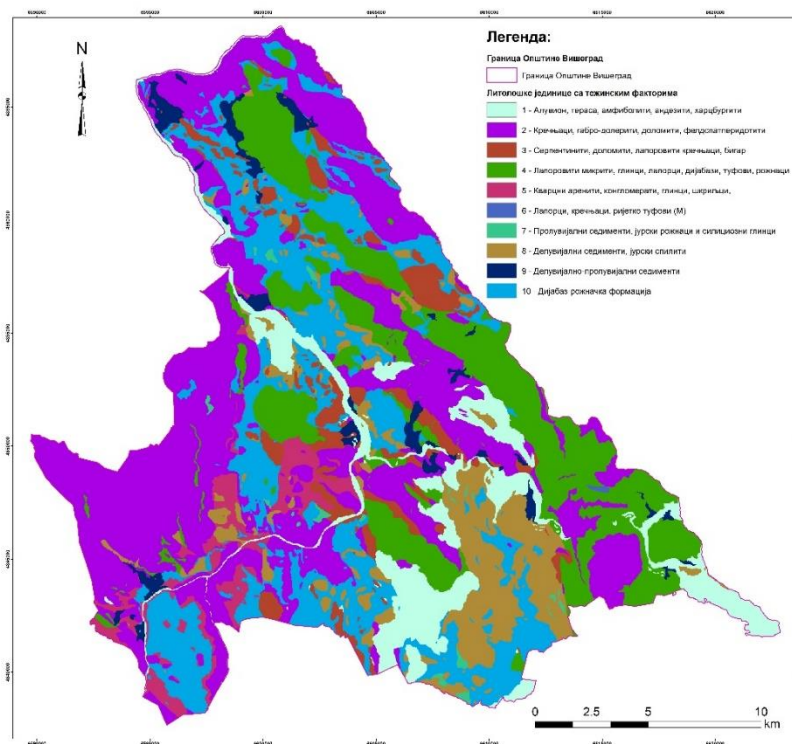 N
Легенда:
Граница Општине Вишеград
Граница Општине Вишеград
Литолошке јединице са тежинским факторима
1 - Алувион, тераса, амфиболити, андезити, харцбургити
2 - Кречњаци, габро-долерити, доломити, фелдспатперидотити
3 - Серпентинити, доломити, лапоровити кречњаци, бигар
4 - Лапоровити микрити, глинци, лапорци, дијабази, туфови, рожнаци
5 - Кварцни аренити, конгломерати, глинци, шкриљци,
6 - Лапорци, кречњаци, ријетко туфови (М)
7 - Пролувијални седименти, јурски рожнаци и силициозни глинци
8 - Делувијални седименти, јурски спилити
9 - Делувијално-пролувијални седименти
10 - Дијабаз рожначка формација
0 2.5 5 10
km